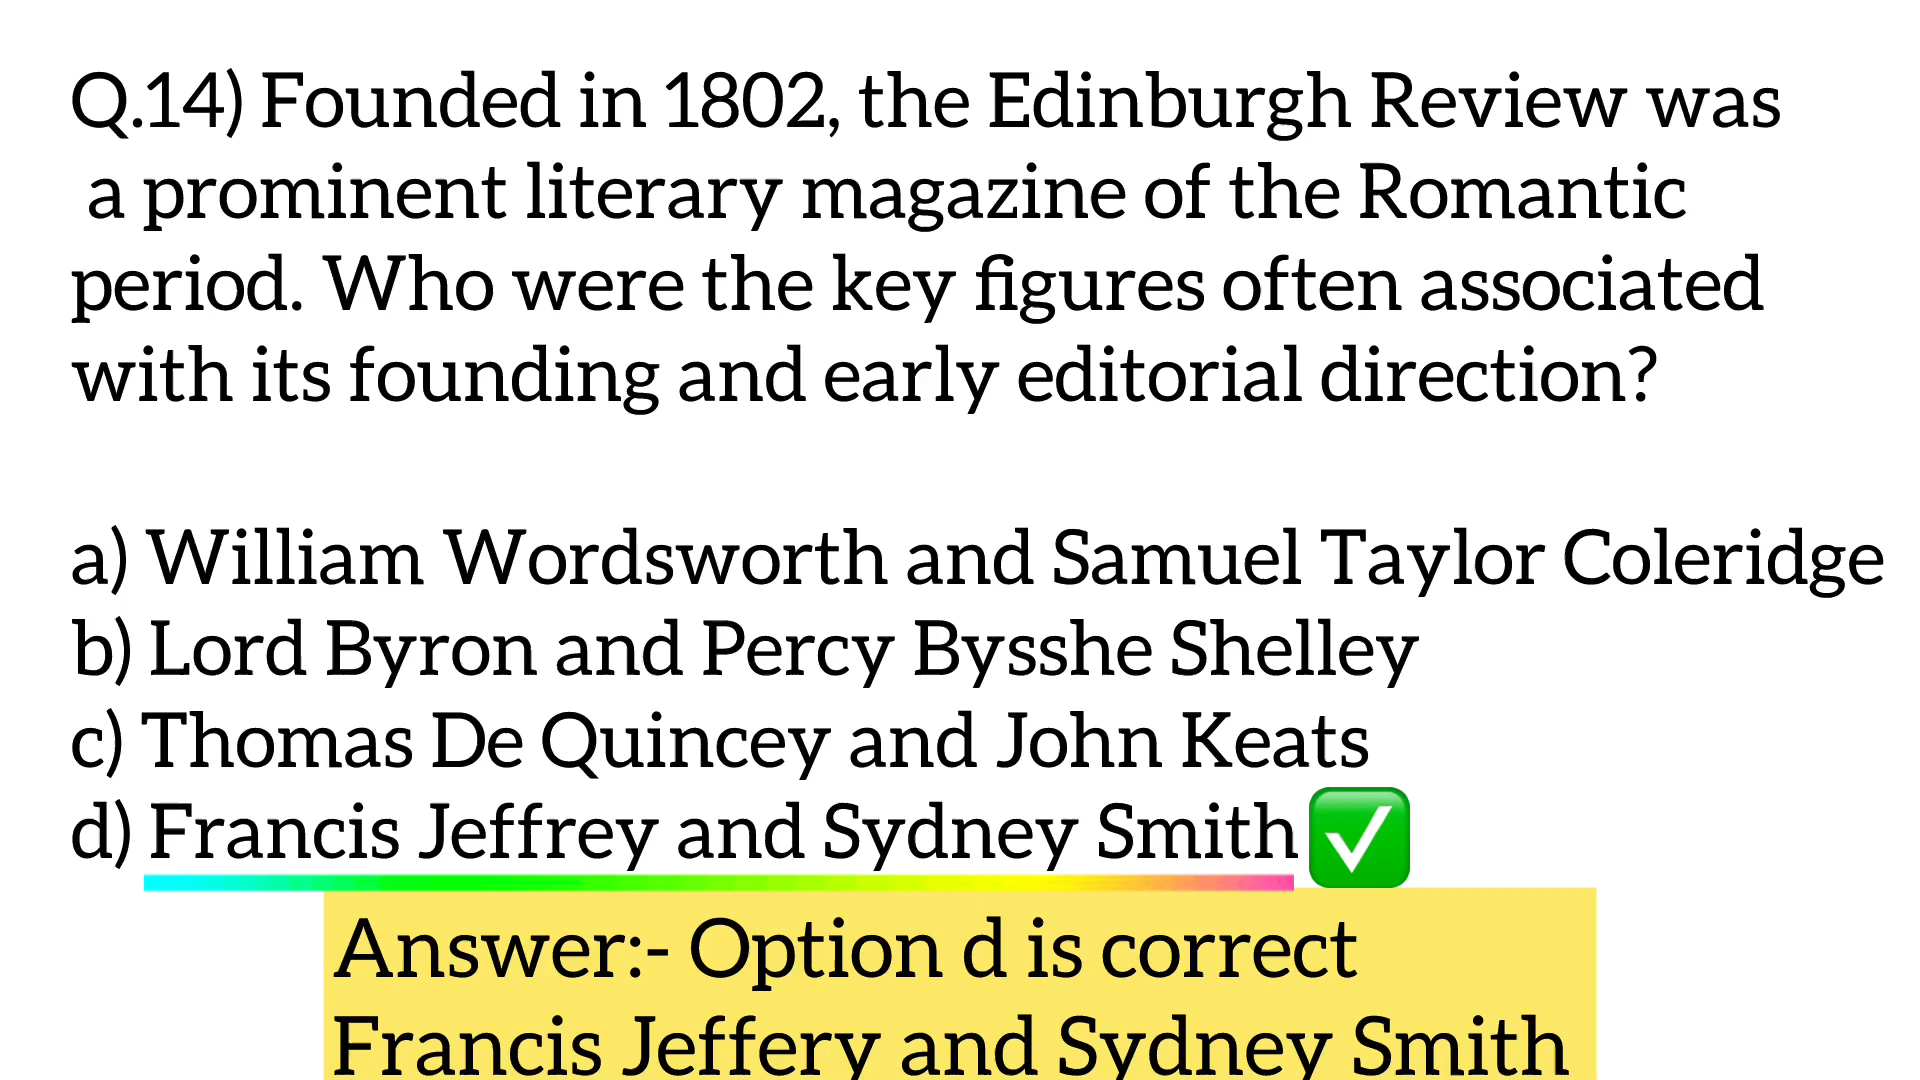 Q.14) Founded in 1802, the Edinburgh Review was
a prominent literary magazine of the Romantic
period. Who were the key figures often associated
with its founding and early editorial direction?
a) William Wordsworth and Samuel Taylor Coleridge
b) Lord Byron and Percy Bysshe Shelley
c) Thomas De Quincey and John Keats
d) Francis Jeffrey and Sydney Smith ✅
Answer:- Option d is correct
Francis Jeffery and Sydney Smith